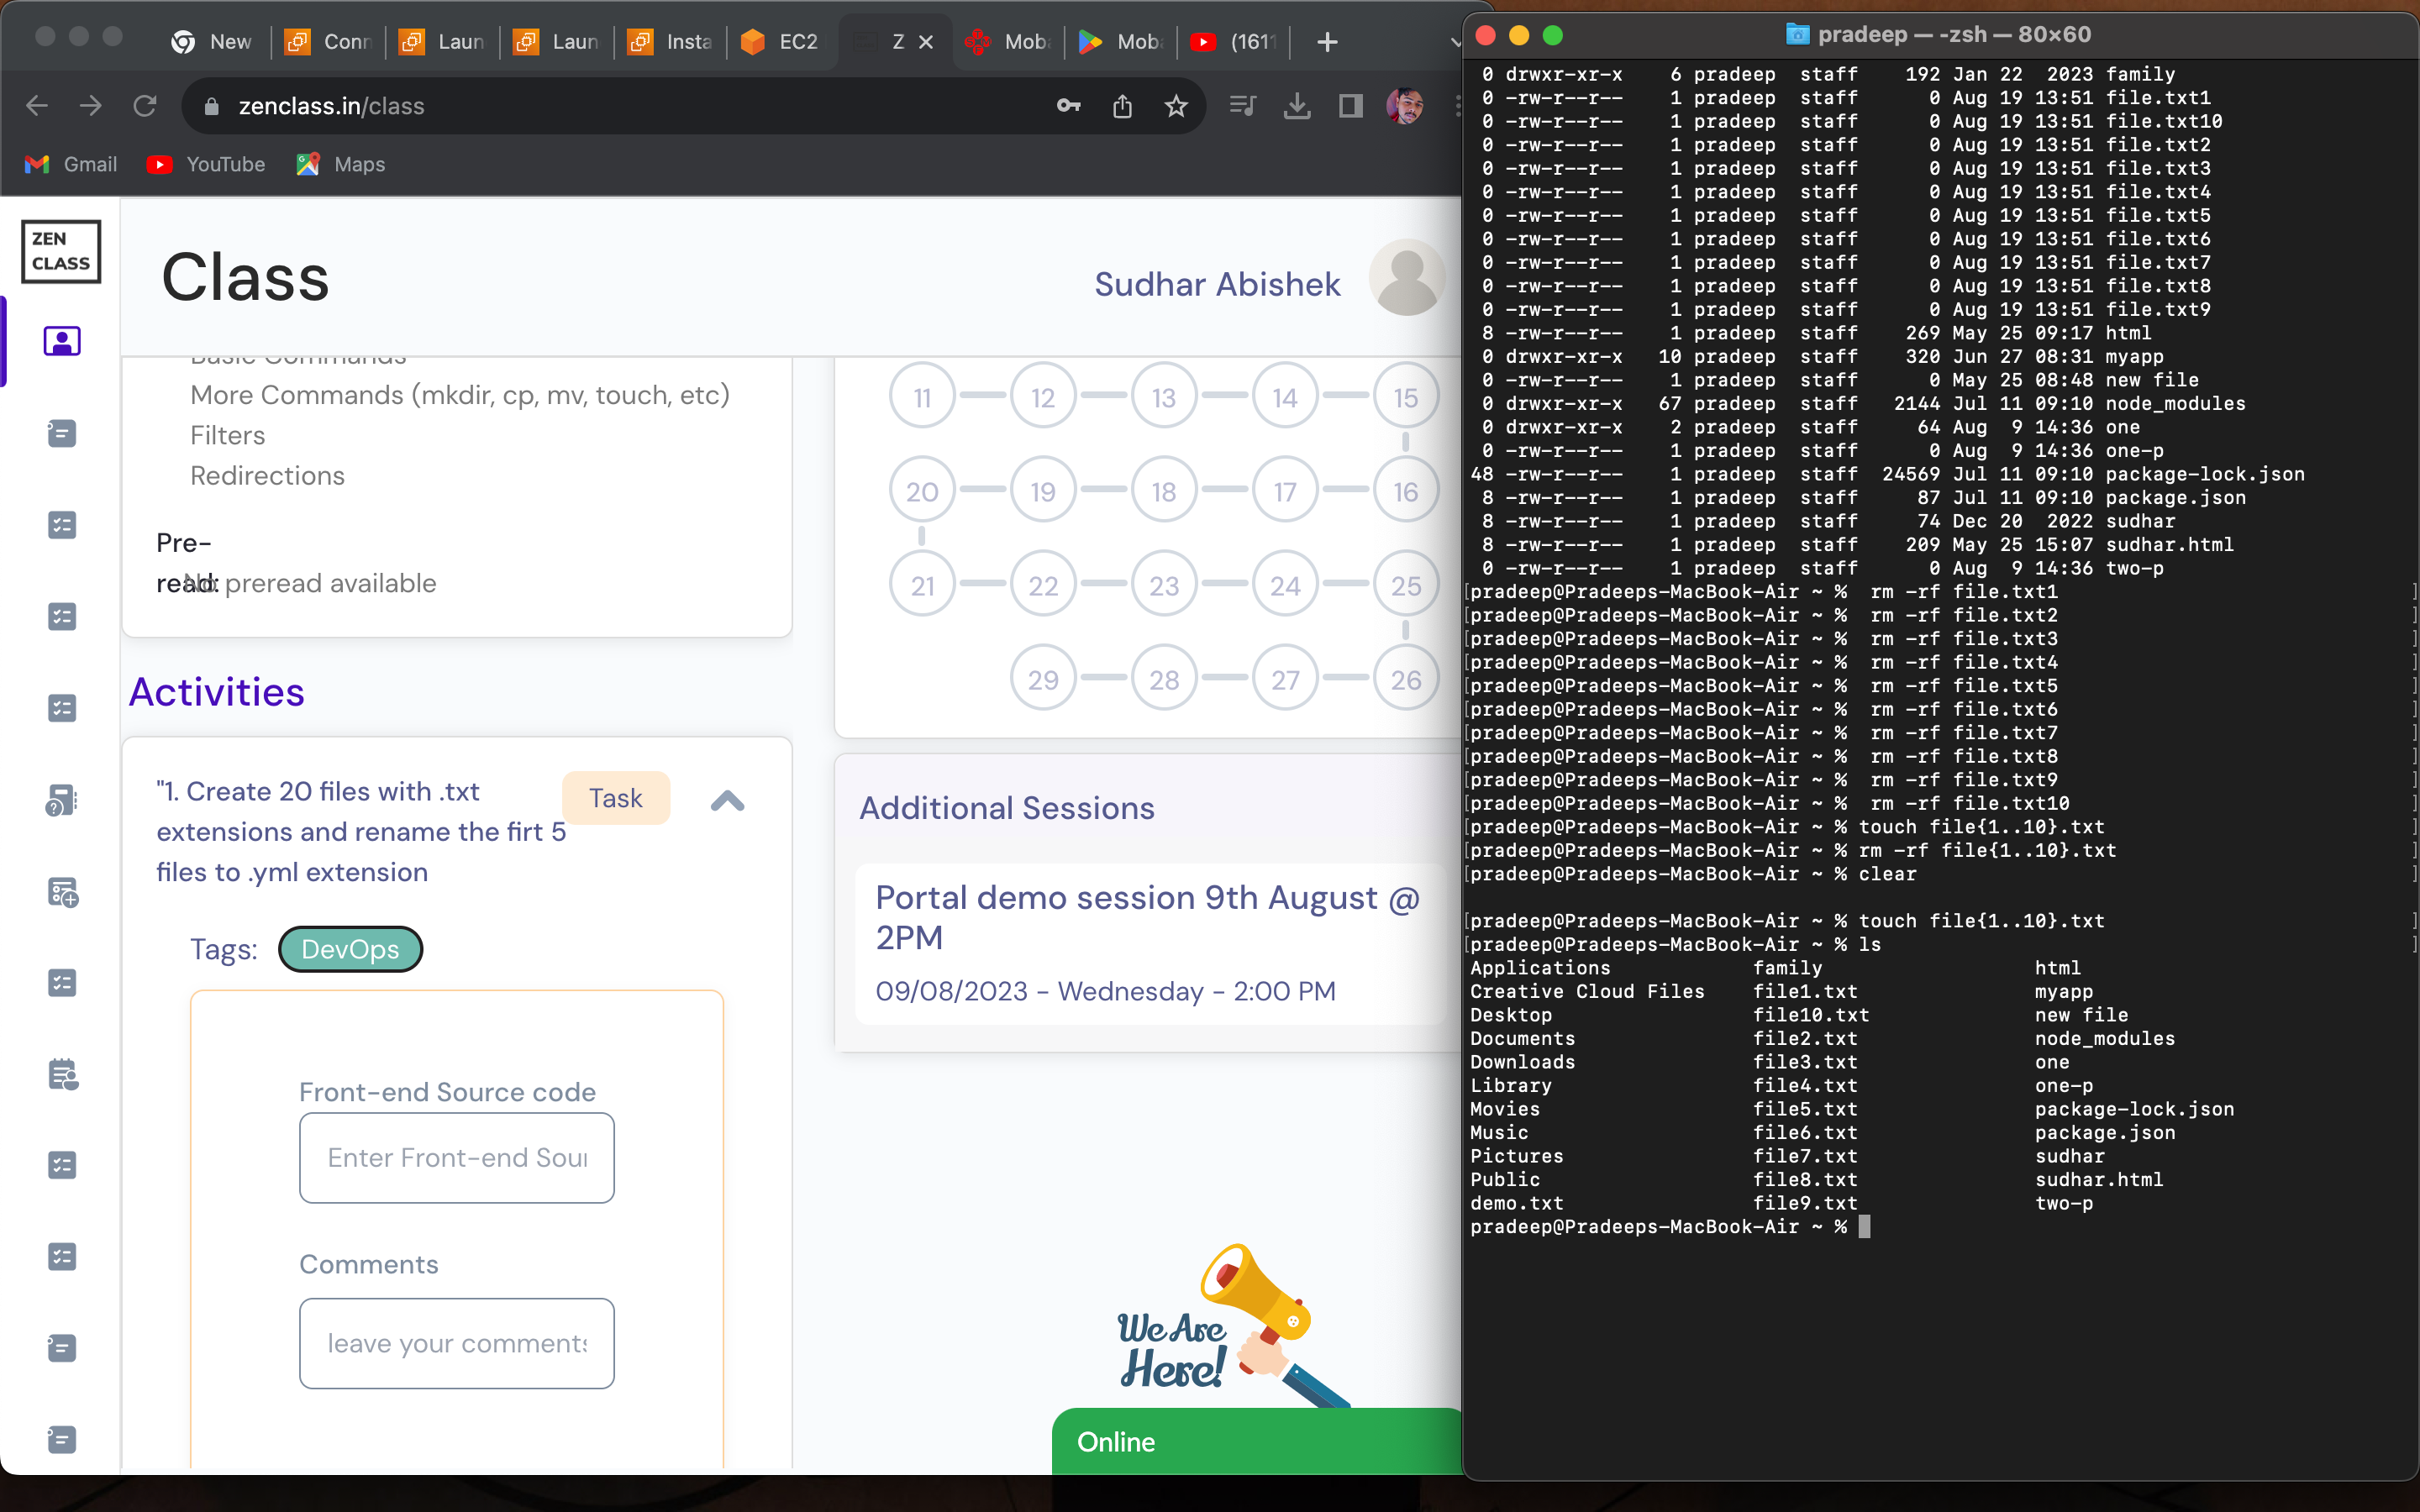 New
Conn
Laun
Laun
Insta
EC2
Z
Mob
Mob
(161
zenclass.in/class
Gmail
YouTube
Maps
ZEN
CLASS
Class
Sudhar Abishek
Basic Commands
More Commands (mkdir, cp, mv, touch, etc)
Filters
Redirections
Pre-
read:
No preread available
Activities
"1. Create 20 files with .txt
extensions and rename the firt 5
files to .yml extension
Task
Tags:
DevOps
Front-end Source code
Enter Front-end Sou
Comments
leave your comments
11 12 13 14 15
20 19 18 17 16
21 22 23 24 25
29 28 27 26
Additional Sessions
Portal demo session 9th August @
2PM
09/08/2023 - Wednesday - 2:00 PM
We Are
Here!
Online
pradeep — -zsh — 80×60
0 drwxr-xr-x 6 pradeep staff 192 Jan 22 2023 family
0 -rw-r--r-- 1 pradeep staff 0 Aug 19 13:51 file.txt1
0 -rw-r--r-- 1 pradeep staff 0 Aug 19 13:51 file.txt10
0 -rw-r--r-- 1 pradeep staff 0 Aug 19 13:51 file.txt2
0 -rw-r--r-- 1 pradeep staff 0 Aug 19 13:51 file.txt3
0 -rw-r--r-- 1 pradeep staff 0 Aug 19 13:51 file.txt4
0 -rw-r--r-- 1 pradeep staff 0 Aug 19 13:51 file.txt5
0 -rw-r--r-- 1 pradeep staff 0 Aug 19 13:51 file.txt6
0 -rw-r--r-- 1 pradeep staff 0 Aug 19 13:51 file.txt7
0 -rw-r--r-- 1 pradeep staff 0 Aug 19 13:51 file.txt8
0 -rw-r--r-- 1 pradeep staff 0 Aug 19 13:51 file.txt9
8 -rw-r--r-- 1 pradeep staff 269 May 25 09:17 html
0 drwxr-xr-x 10 pradeep staff 320 Jun 27 08:31 myapp
0 -rw-r--r-- 1 pradeep staff 0 May 25 08:48 new file
0 drwxr-xr-x 67 pradeep staff 2144 Jul 11 09:10 node_modules
0 drwxr-xr-x 2 pradeep staff 64 Aug 9 14:36 one
0 -rw-r--r-- 1 pradeep staff 0 Aug 9 14:36 one-p
48 -rw-r--r-- 1 pradeep staff 24569 Jul 11 09:10 package-lock.json
8 -rw-r--r-- 1 pradeep staff 87 Jul 11 09:10 package.json
8 -rw-r--r-- 1 pradeep staff 74 Dec 20 2022 sudhar
8 -rw-r--r-- 1 pradeep staff 209 May 25 15:07 sudhar.html
0 -rw-r--r-- 1 pradeep staff 0 Aug 9 14:36 two-p
[pradeep@Pradeeps-MacBook-Air ~ %  rm -rf file.txt1 ]
[pradeep@Pradeeps-MacBook-Air ~ %  rm -rf file.txt2 ]
[pradeep@Pradeeps-MacBook-Air ~ %  rm -rf file.txt3 ]
[pradeep@Pradeeps-MacBook-Air ~ %  rm -rf file.txt4 ]
[pradeep@Pradeeps-MacBook-Air ~ %  rm -rf file.txt5 ]
[pradeep@Pradeeps-MacBook-Air ~ %  rm -rf file.txt6 ]
[pradeep@Pradeeps-MacBook-Air ~ %  rm -rf file.txt7 ]
[pradeep@Pradeeps-MacBook-Air ~ %  rm -rf file.txt8 ]
[pradeep@Pradeeps-MacBook-Air ~ %  rm -rf file.txt9 ]
[pradeep@Pradeeps-MacBook-Air ~ %  rm -rf file.txt10 ]
[pradeep@Pradeeps-MacBook-Air ~ % touch file{1..10}.txt ]
[pradeep@Pradeeps-MacBook-Air ~ % rm -rf file{1..10}.txt ]
[pradeep@Pradeeps-MacBook-Air ~ % clear ]
[pradeep@Pradeeps-MacBook-Air ~ % touch file{1..10}.txt ]
[pradeep@Pradeeps-MacBook-Air ~ % ls ]
Applications family html
Creative Cloud Files file1.txt myapp
Desktop file10.txt new file
Documents file2.txt node_modules
Downloads file3.txt one
Library file4.txt one-p
Movies file5.txt package-lock.json
Music file6.txt package.json
Pictures file7.txt sudhar
Public file8.txt sudhar.html
demo.txt file9.txt two-p
pradeep@Pradeeps-MacBook-Air ~ %